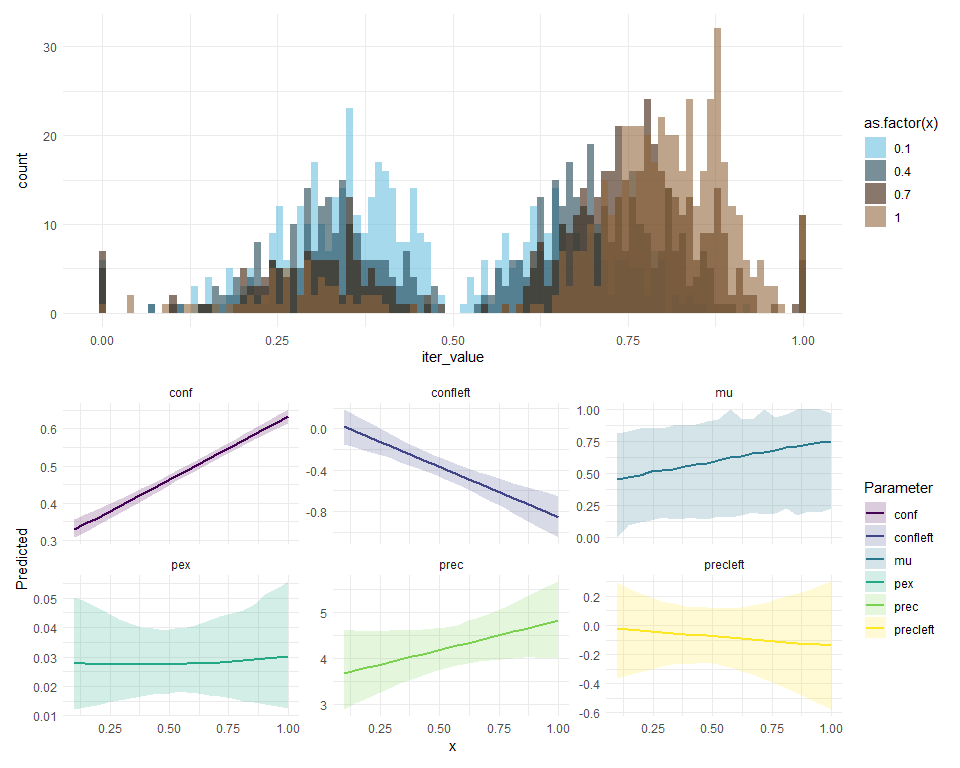 30
20
10
0
count
0.00 0.25 0.50 0.75 1.00
iter_value
as.factor(x)
0.1
0.4
0.7
1
conf confleft mu
0.6
0.5
0.4
0.3
0.0
-0.4
-0.8
1.00
0.75
0.50
0.25
0.00
Predicted
pex prec precleft
0.05
0.04
0.03
0.02
0.01
5
4
3
0.2
0.0
-0.2
-0.4
-0.6
0.25 0.50 0.75 1.00 0.25 0.50 0.75 1.00 0.25 0.50 0.75 1.00
x
Parameter
conf
confleft
mu
pex
prec
precleft